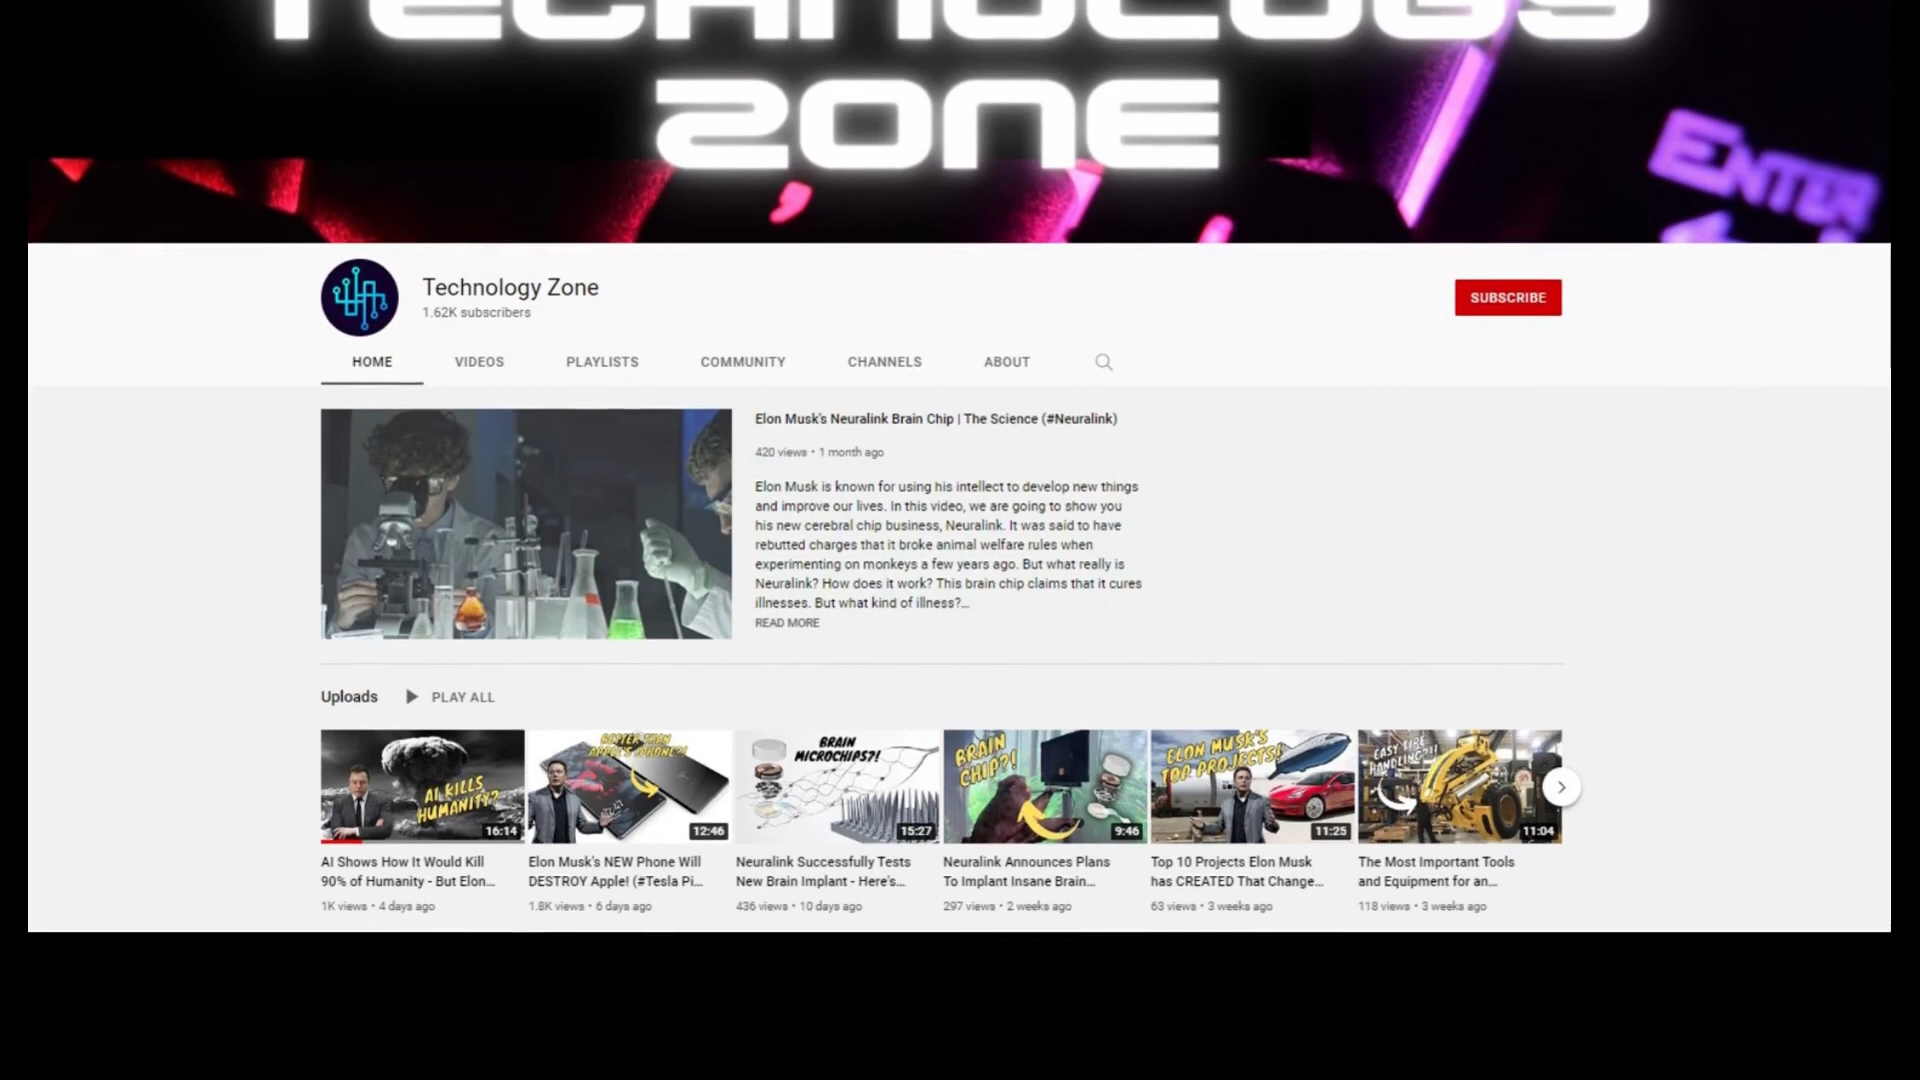 TECHNOLOGY
ZONE
ENTER
Technology Zone
1.62K subscribers
SUBSCRIBE
HOME
VIDEOS
PLAYLISTS
COMMUNITY
CHANNELS
ABOUT
Elon Musk's Neuralink Brain Chip | The Science (#Neuralink)
420 views • 1 month ago
Elon Musk is known for using his intellect to develop new things
and improve our lives. In this video, we are going to show you
his new cerebral chip business, Neuralink. It was said to have
rebutted charges that it broke animal welfare rules when
experimenting on monkeys a few years ago. But what really is
Neuralink? How does it work? This brain chip claims that it cures
illnesses. But what kind of illness?...
READ MORE
Uploads
PLAY ALL
AI KILLS
HUMANITY?
16:14
AI Shows How It Would Kill
90% of Humanity - But Elon...
1K views • 4 days ago
BETTER THAN
APPLE'S IPHONE?!
12:46
Elon Musk's NEW Phone Will
DESTROY Apple! (#Tesla Pi...
1.8K views • 6 days ago
BRAIN
MICROCHIPS?!
15:27
Neuralink Successfully Tests
New Brain Implant - Here's...
436 views • 10 days ago
BRAIN
CHIP?!
9:46
Neuralink Announces Plans
To Implant Insane Brain...
297 views • 2 weeks ago
ELON MUSK'S
TOP PROJECTS!
11:25
Top 10 Projects Elon Musk
has CREATED That Change...
63 views • 3 weeks ago
EASY TIRE
HANDLING?!!
11:04
The Most Important Tools
and Equipment for an...
118 views • 3 weeks ago